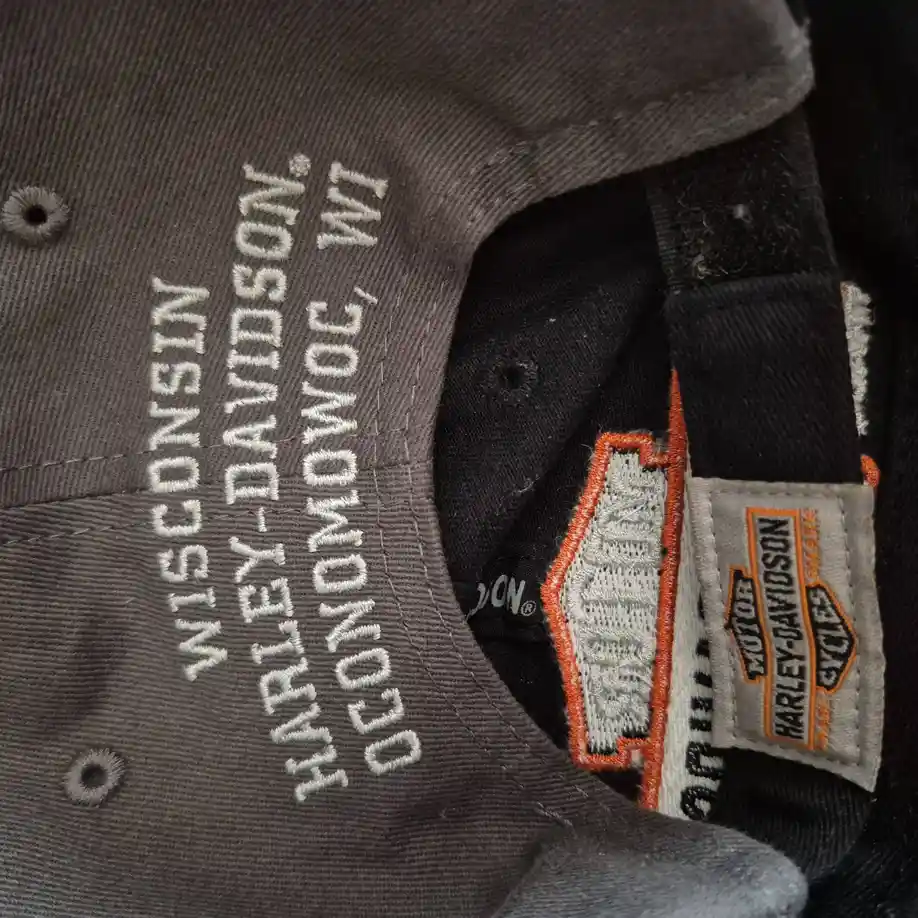 WISCONSIN
HARLEY-DAVIDSON®
OCONOMOWOC, WI
MOTOR
HARLEY-DAVIDSON
CYCLES